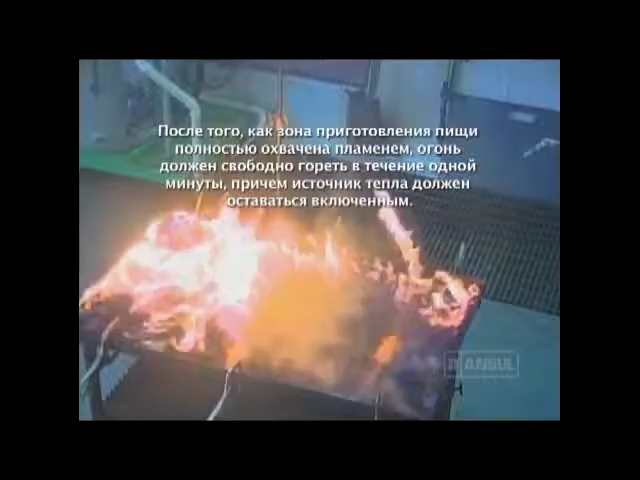 После того, как зона приготовления пищи
полностью охвачена пламенем, огонь
должен свободно гореть в течение одной
минуты, причем источник тепла должен
оставаться включенным.
ANSUL